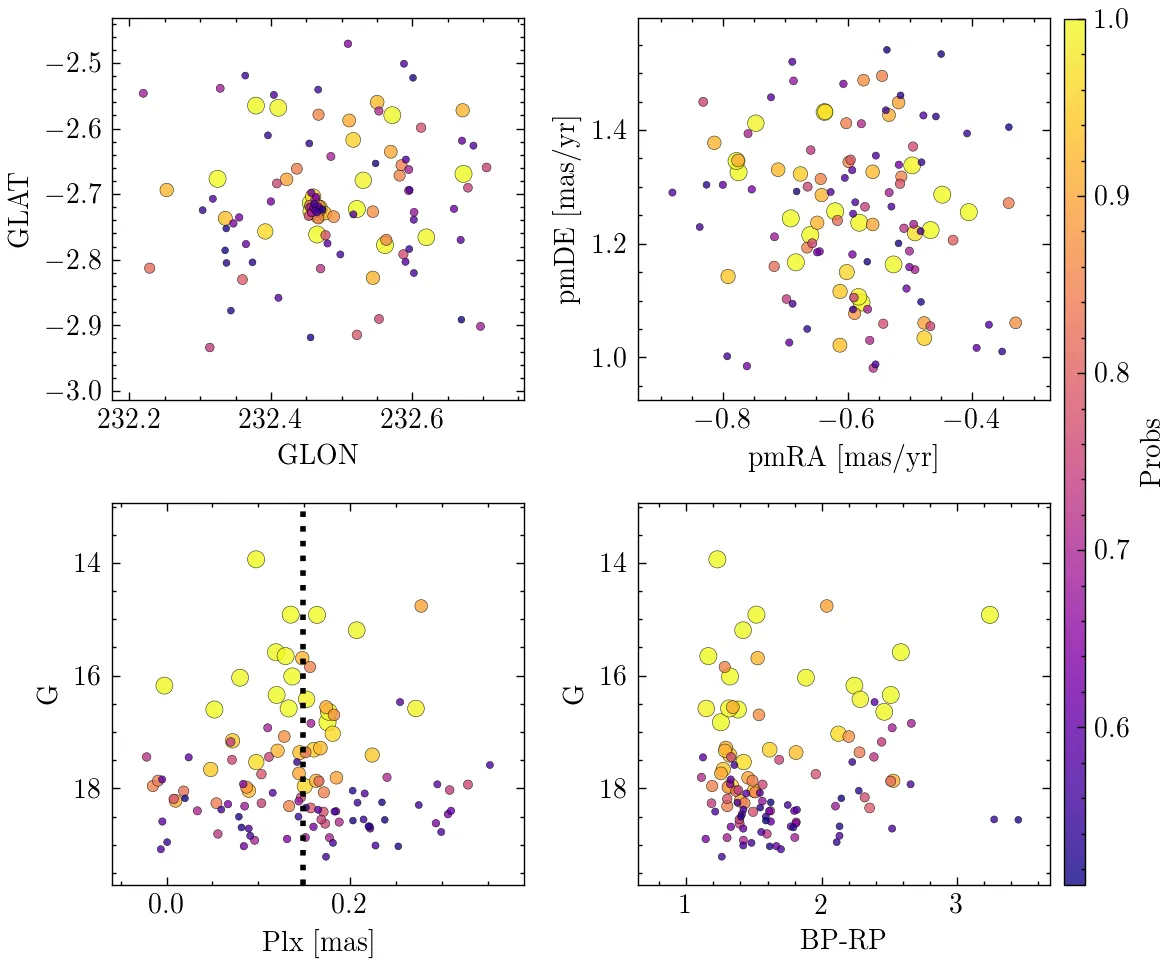 −2.5
−2.6
−2.7
−2.8
−2.9
−3.0
GLAT
232.2 232.4 232.6
GLON
1.4
1.2
1.0
pmDE [mas/yr]
−0.8 −0.6 −0.4
pmRA [mas/yr]
14
16
18
G
0.0 0.2
Plx [mas]
14
16
18
G
1 2 3
BP-RP
1.0
0.9
0.8
0.7
0.6
Probs